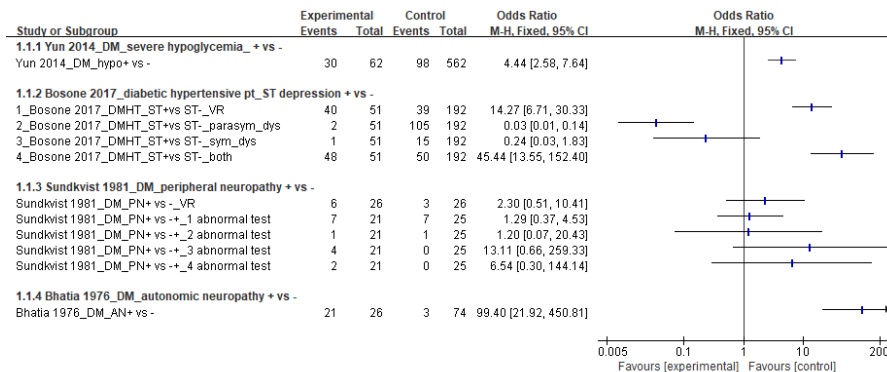 Experimental Control Odds Ratio Odds Ratio
Study or Subgroup Events Total Events Total M-H, Fixed, 95% CI M-H, Fixed, 95% CI
1.1.1 Yun 2014_DM_severe hypoglycemia_ + vs -
Yun 2014_DM_hypo+ vs - 30 62 98 562 4.44 [2.58, 7.64]
1.1.2 Bosone 2017_diabetic hypertensive pt_ST depression + vs -
1_Bosone 2017_DMHT_ST+vs ST-_VR 40 51 39 192 14.27 [6.71, 30.33]
2_Bosone 2017_DMHT_ST+vs ST-_parasym_dys 2 51 105 192 0.03 [0.01, 0.14]
3_Bosone 2017_DMHT_ST+vs ST-_sym_dys 1 51 15 192 0.24 [0.03, 1.83]
4_Bosone 2017_DMHT_ST+vs ST-_both 48 51 50 192 45.44 [13.55, 152.40]
1.1.3 Sundkvist 1981_DM_peripheral neuropathy + vs -
Sundkvist 1981_DM_PN+ vs -_VR 6 26 3 26 2.30 [0.51, 10.41]
Sundkvist 1981_DM_PN+ vs -+_1 abnormal test 7 21 7 25 1.29 [0.37, 4.53]
Sundkvist 1981_DM_PN+ vs -+_2 abnormal test 1 21 1 25 1.20 [0.07, 20.43]
Sundkvist 1981_DM_PN+ vs -+_3 abnormal test 4 21 0 25 13.11 [0.66, 259.33]
Sundkvist 1981_DM_PN+ vs -+_4 abnormal test 2 21 0 25 6.54 [0.30, 144.14]
1.1.4 Bhatia 1976_DM_autonomic neuropathy + vs -
Bhatia 1976_DM_AN+ vs - 21 26 3 74 99.40 [21.92, 450.81]
0.005 0.1 1 10 200
Favours [experimental] Favours [control]